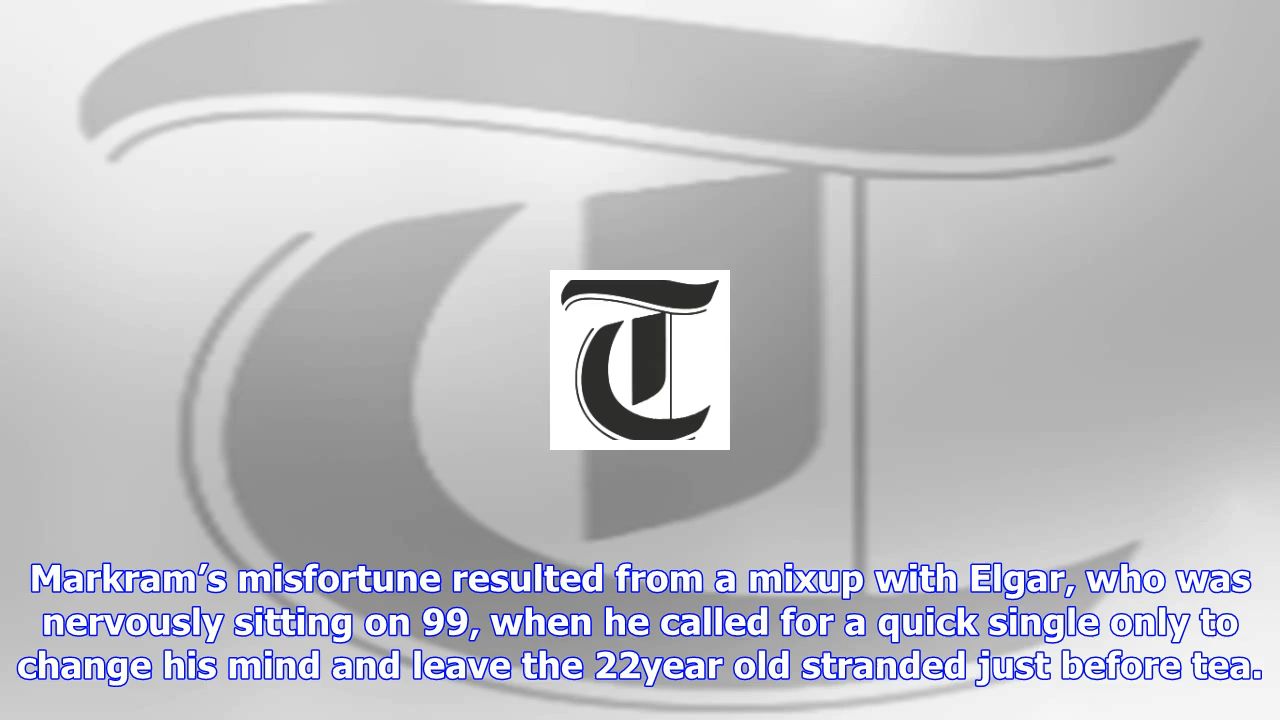 Markram’s misfortune resulted from a mixup with Elgar, who was
nervously sitting on 99, when he called for a quick single only to
change his mind and leave the 22year old stranded just before tea.